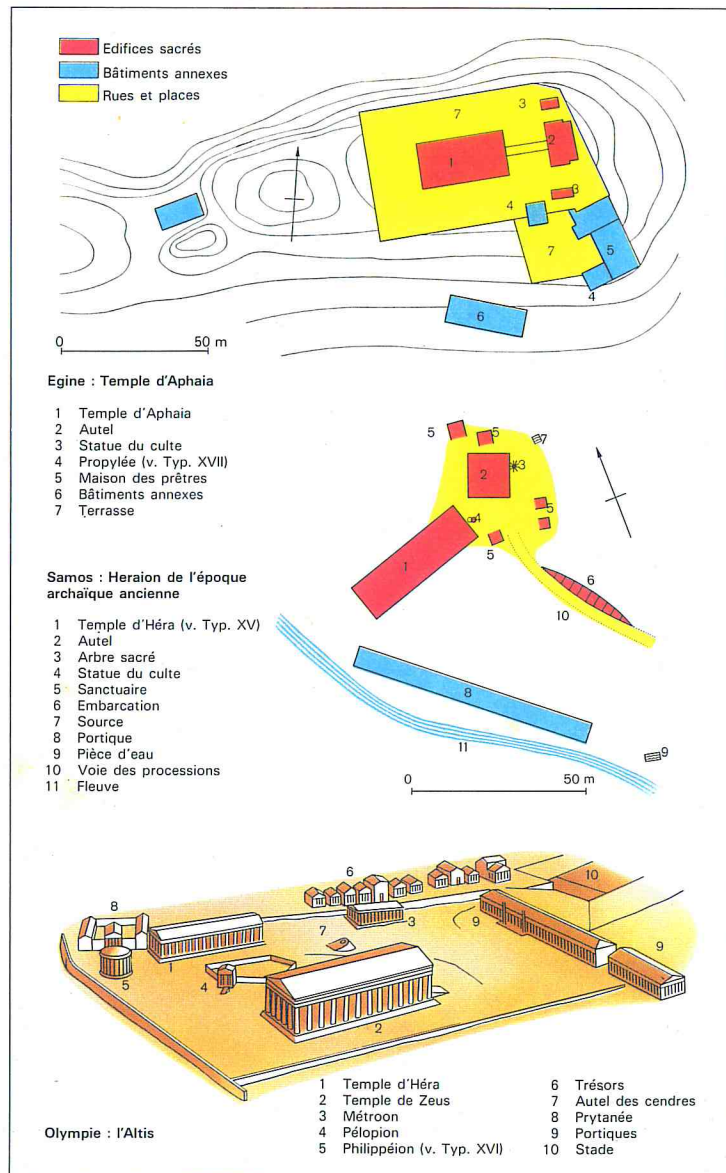 Edifices sacrés
Bâtiments annexes
Rues et places
7
3
2
1
3
4
7
5
4
6
0 50 m
Egine : Temple d'Aphaia
1 Temple d'Aphaia
2 Autel
3 Statue du culte
4 Propylée (v. Typ. XVII)
5 Maison des prêtres
6 Bâtiments annexes
7 Terrasse
5
5
7
2
3
5
4
5
1
6
10
8
11
9
0 50 m
Samos : Heraion de l'époque
archaïque ancienne
1 Temple d'Héra (v. Typ. XV)
2 Autel
3 Arbre sacré
4 Statue du culte
5 Sanctuaire
6 Embarcation
7 Source
8 Portique
9 Pièce d'eau
10 Voie des processions
11 Fleuve
6
10
8
3
9
7
9
1
5
4
2
Olympie : l'Altis
1 Temple d'Héra
2 Temple de Zeus
3 Métroon
4 Pélopion
5 Philippéion (v. Typ. XVI)
6 Trésors
7 Autel des cendres
8 Prytanée
9 Portiques
10 Stade